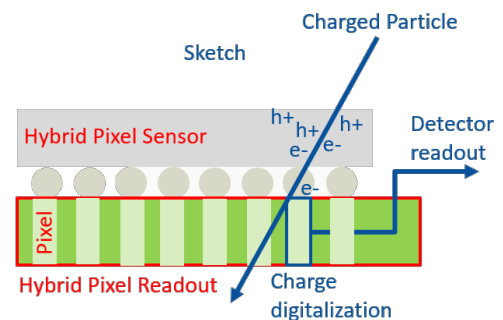 Charged Particle
Sketch
h+
h+
h+
Hybrid Pixel Sensor
e-
e-
Detector
readout
e-
Pixel
Hybrid Pixel Readout
Charge
digitalization